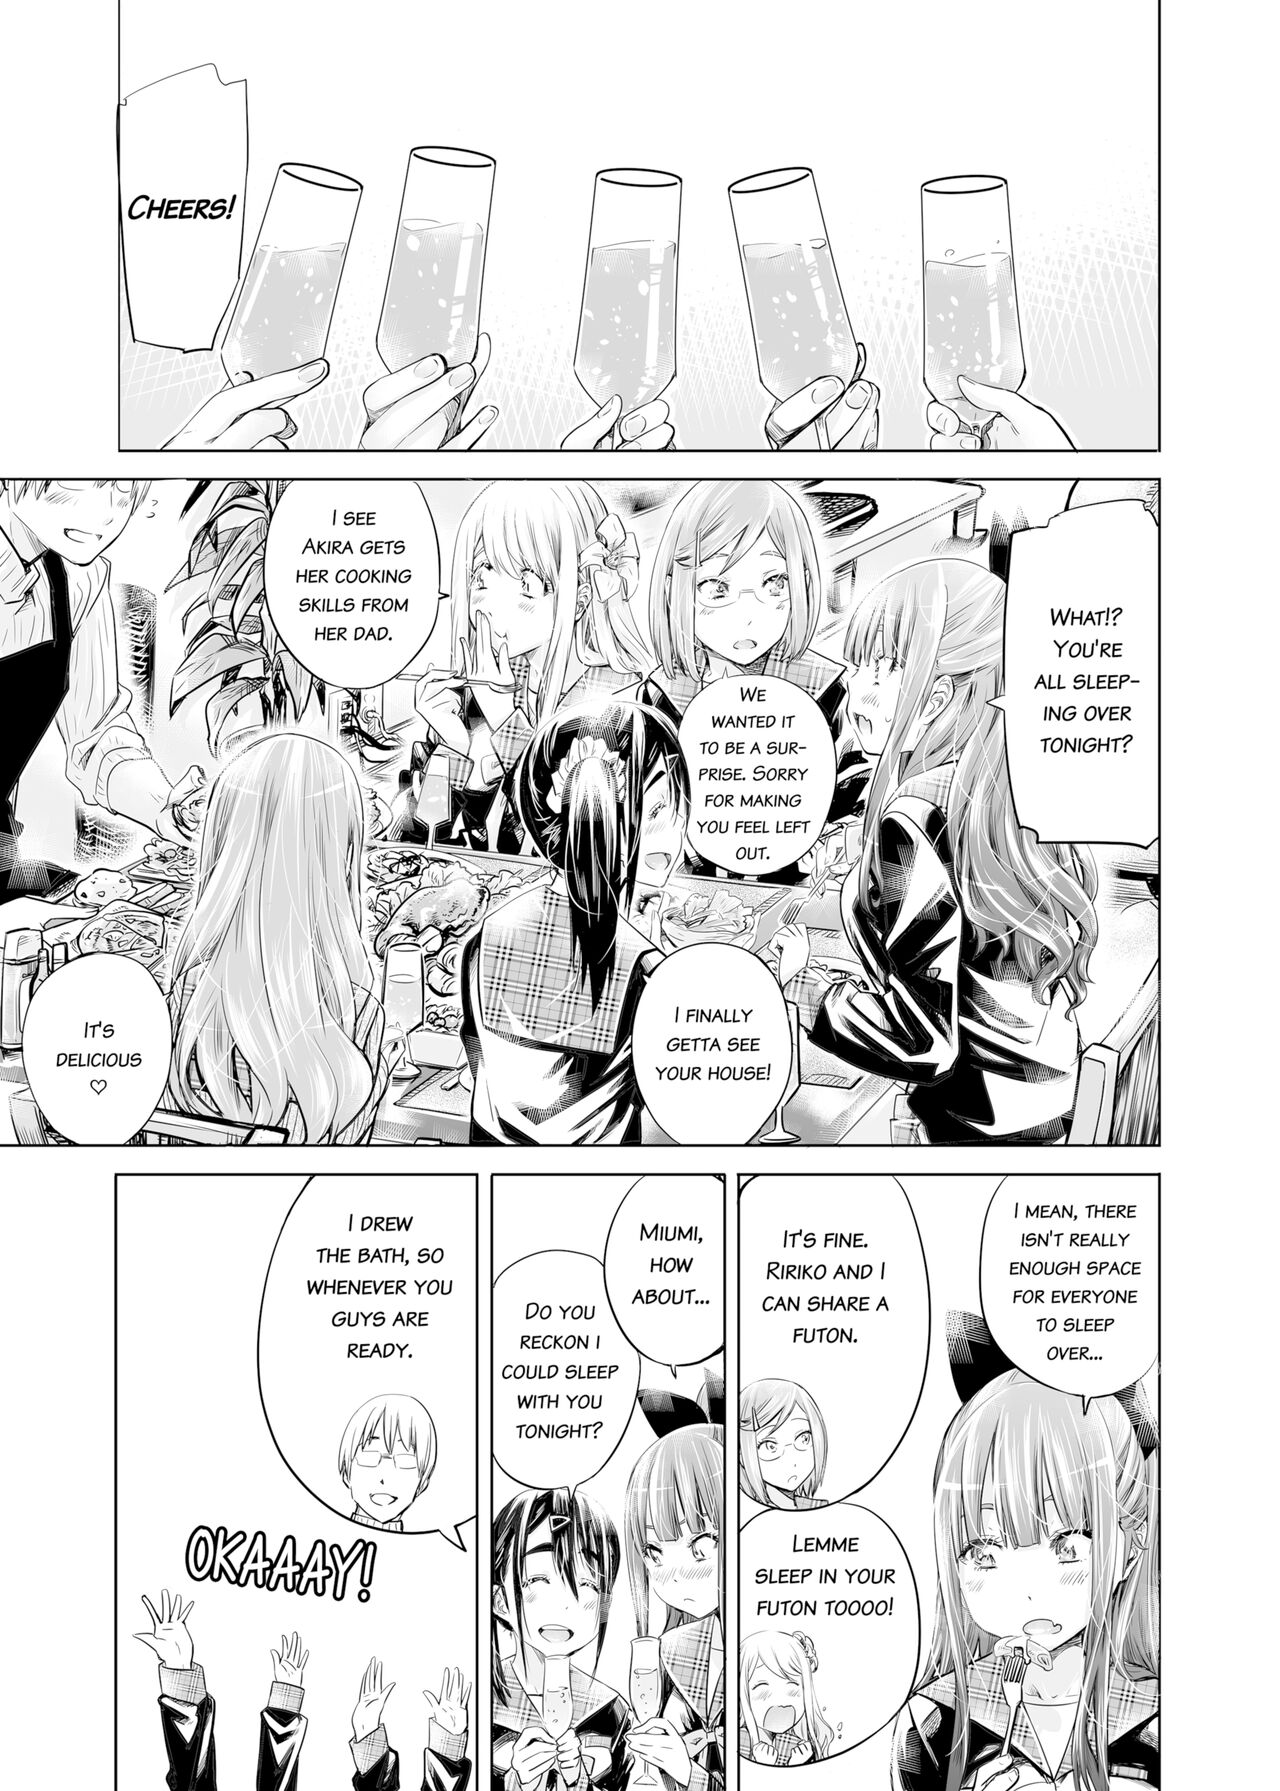 CHEERS!
WHAT!?
YOU'RE
ALL SLEEP-
ING OVER
TONIGHT?
WE
WANTED IT
TO BE A SUR-
PRISE. SORRY
FOR MAKING
YOU FEEL LEFT
OUT.
I SEE
AKIRA GETS
HER COOKING
SKILLS FROM
HER DAD.
I FINALLY
GETTA SEE
YOUR HOUSE!
IT'S
DELICIOUS
♡
I MEAN, THERE
ISN'T REALLY
ENOUGH SPACE
FOR EVERYONE
TO SLEEP
OVER...
IT'S FINE.
RIRIKO AND I
CAN SHARE A
FUTON.
LEMME
SLEEP IN YOUR
FUTON TOOOO!
MIUMI,
HOW
ABOUT...
DO YOU
RECKON I
COULD SLEEP
WITH YOU
TONIGHT?
I DREW
THE BATH, SO
WHENEVER YOU
GUYS ARE
READY.
OKAAAY!